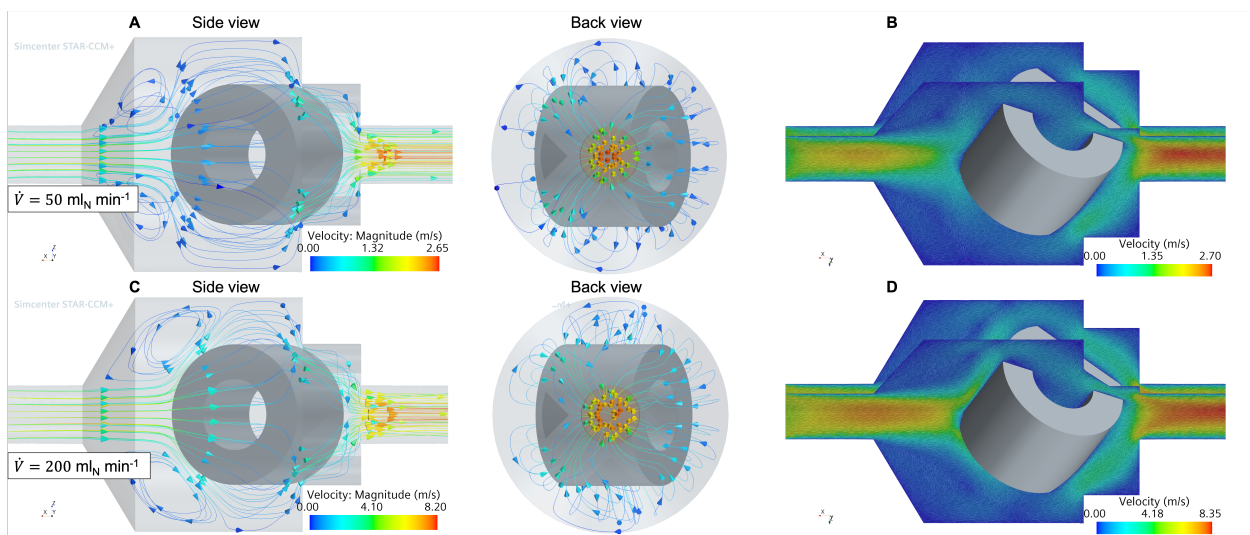 A Side view Back view B
Simcenter STAR-CCM+
V̇ = 50 mlN min-1
Velocity: Magnitude (m/s)
0.00 1.32 2.65
Velocity (m/s)
0.00 1.35 2.70
X Z Y
X Y
C Side view Back view D
Simcenter STAR-CCM+
V̇ = 200 mlN min-1
Velocity: Magnitude (m/s)
0.00 4.10 8.20
Velocity (m/s)
0.00 4.18 8.35
X Z Y
X Y